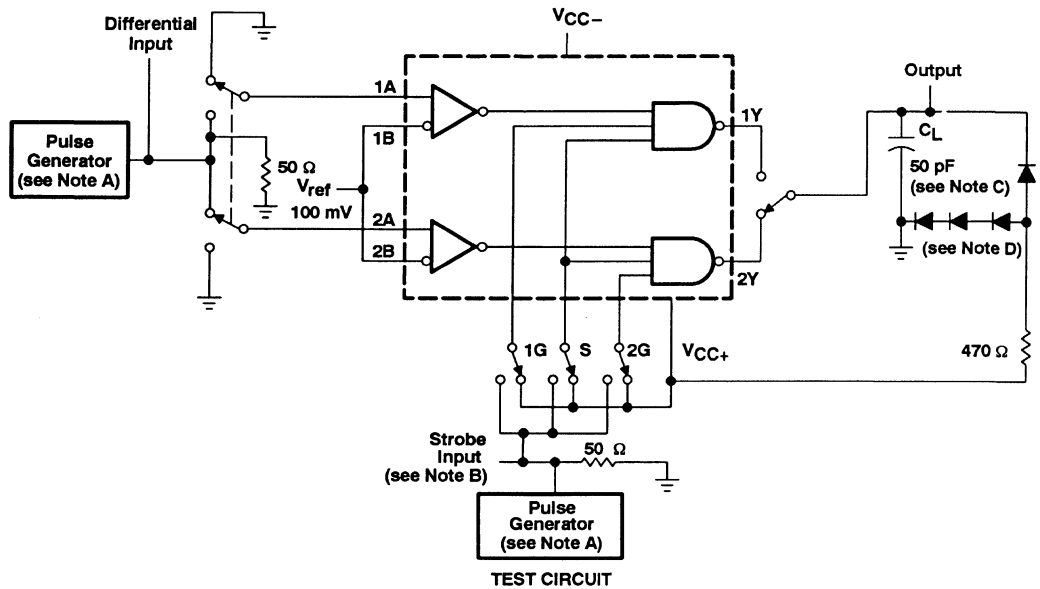 VCC–
Differential
Input
Output
1A
1Y
CL
Pulse
Generator
(see Note A)
1B
50 Ω
50 pF
(see Note C)
Vref
100 mV
2A
(see Note D)
2B
2Y
1G
S
2G
VCC+
470 Ω
Strobe
Input
(see Note B)
50 Ω
Pulse
Generator
(see Note A)
TEST CIRCUIT